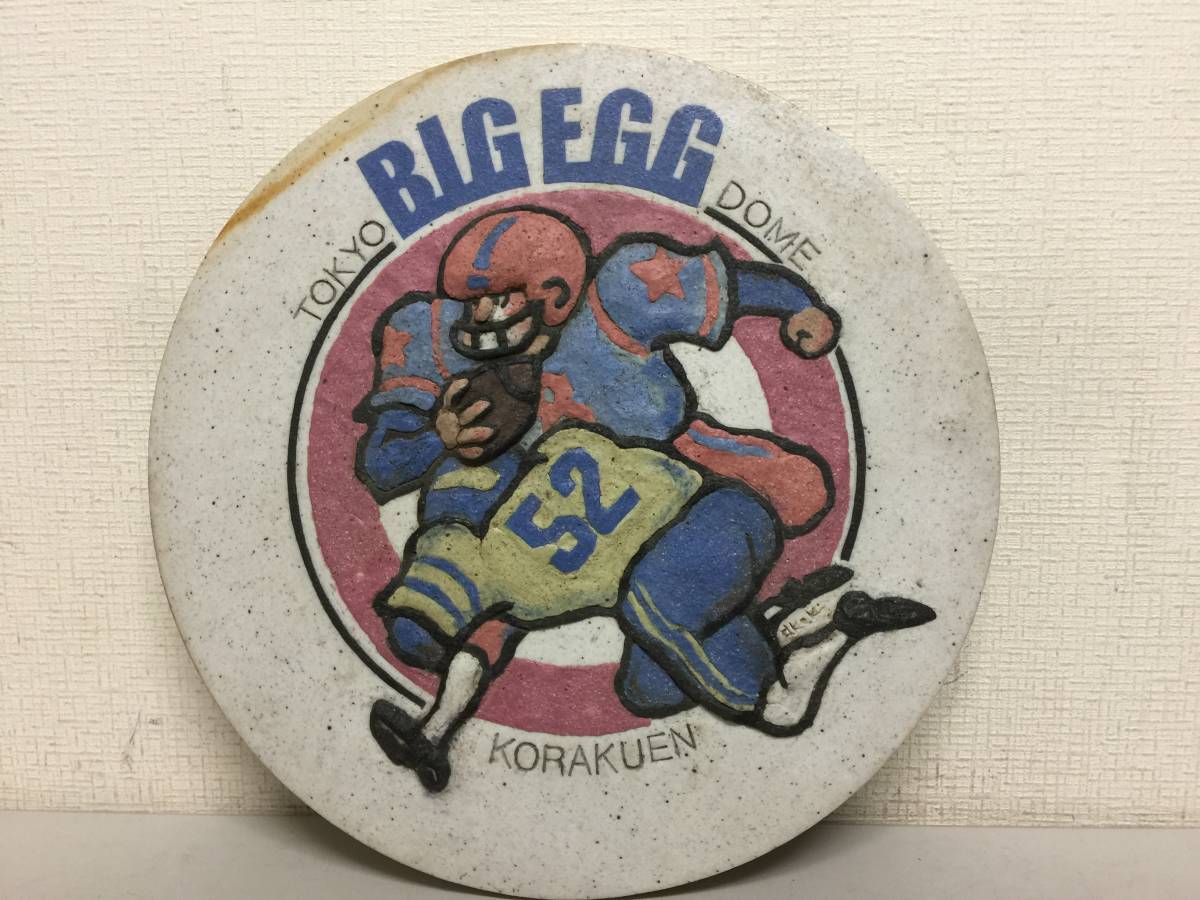 BIG EGG
TOKYO DOME
52
KORAKUEN